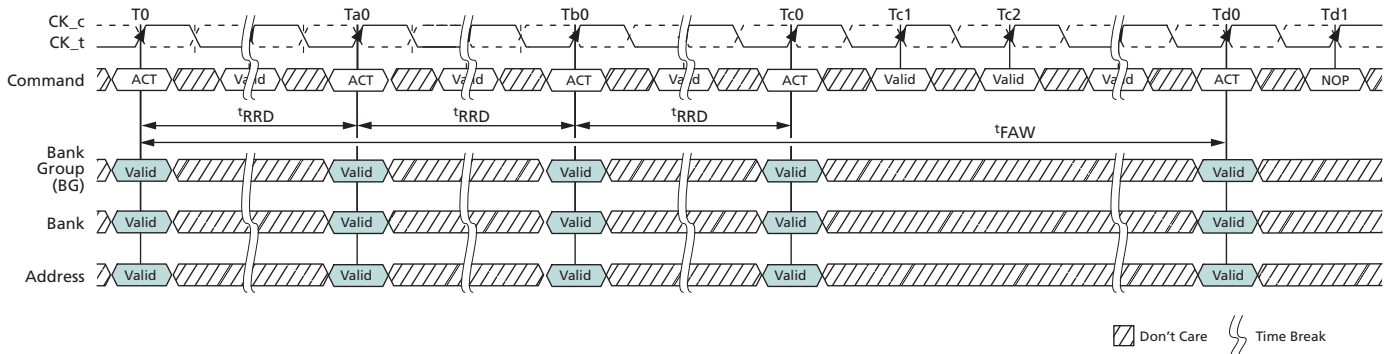 T0 Ta0 Tb0 Tc0 Tc1 Tc2 Td0 Td1
CK_c
CK_t
Command ACT Valid ACT Valid ACT Valid ACT Valid Valid Valid ACT NOP
tRRD tRRD tRRD
tFAW
Bank
Group
(BG)
Valid Valid Valid Valid Valid
Bank Valid Valid Valid Valid Valid
Address Valid Valid Valid Valid Valid
Don't Care Time Break